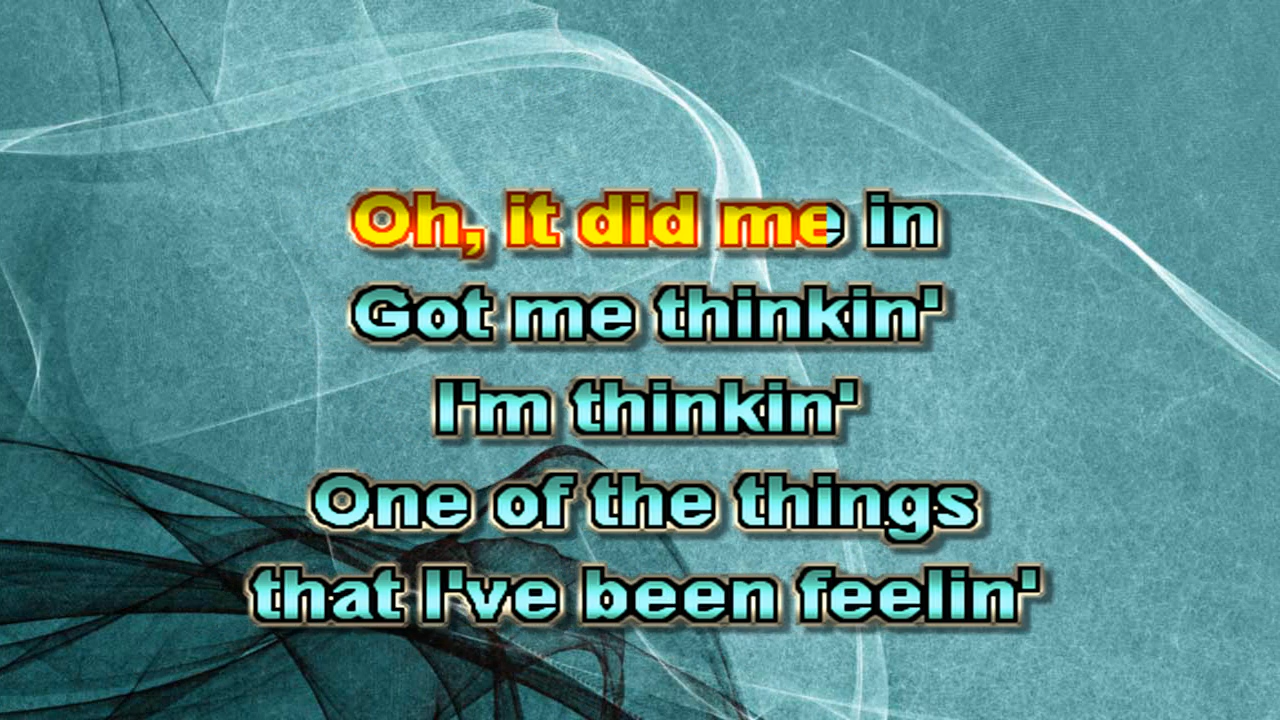 Oh, it did me in
Got me thinkin'
I'm thinkin'
One of the things
that I've been feelin'